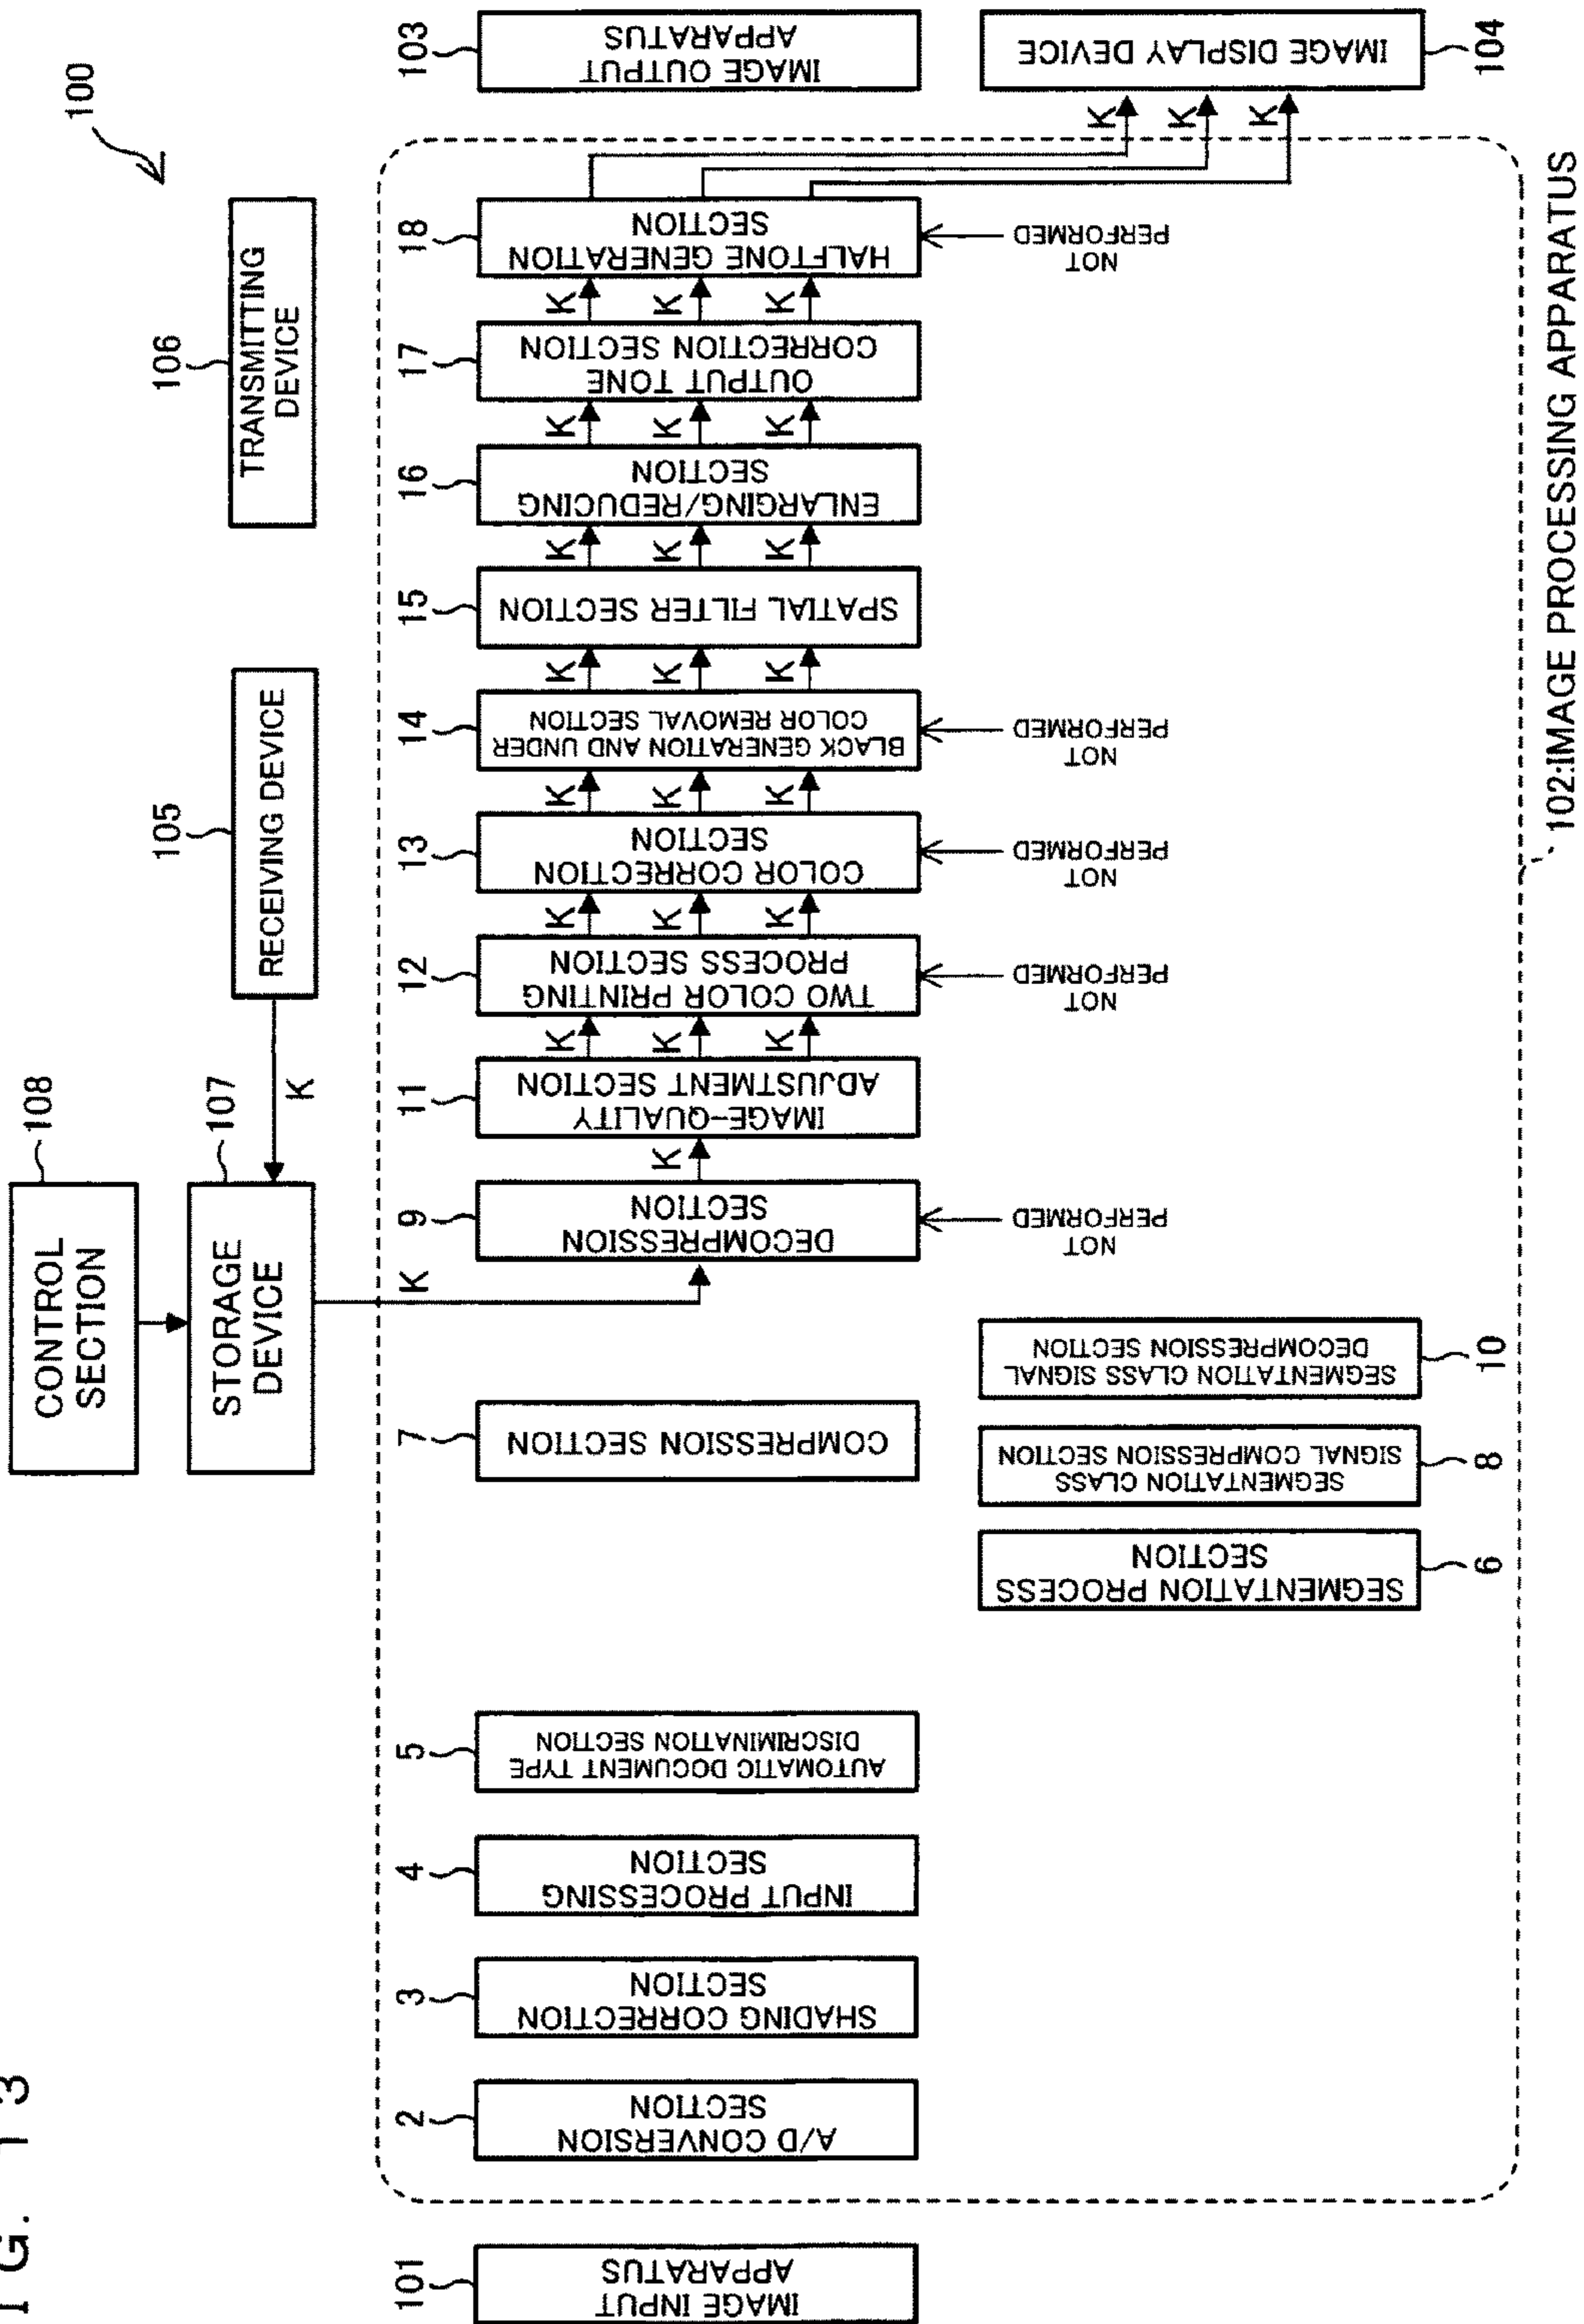 FIG. 13
100
CONTROL
SECTION
108
STORAGE
DEVICE
107
K
RECEIVING DEVICE
105
TRANSMITTING
DEVICE
106
K
101
IMAGE INPUT
APPARATUS
2
A/D CONVERSION
SECTION
3
SHADING CORRECTION
SECTION
4
INPUT PROCESSING
SECTION
5
AUTOMATIC DOCUMENT TYPE
DISCRIMINATION SECTION
7
COMPRESSION SECTION
9
DECOMPRESSION
SECTION
NOT
PERFORMED
K
11
IMAGE-QUALITY
ADJUSTMENT SECTION
K
K
K
12
TWO COLOR PRINTING
PROCESS SECTION
NOT
PERFORMED
K
K
K
13
COLOR CORRECTION
SECTION
NOT
PERFORMED
K
K
K
14
BLACK GENERATION AND UNDER
COLOR REMOVAL SECTION
NOT
PERFORMED
K
K
K
15
SPATIAL FILTER SECTION
K
K
K
16
ENLARGING/REDUCING
SECTION
K
K
K
17
OUTPUT TONE
CORRECTION SECTION
K
K
K
18
HALFTONE GENERATION
SECTION
NOT
PERFORMED
K
K
K
103
IMAGE OUTPUT
APPARATUS
IMAGE DISPLAY DEVICE
104
SEGMENTATION PROCESS
SECTION
6
SEGMENTATION CLASS
SIGNAL COMPRESSION SECTION
8
SEGMENTATION CLASS SIGNAL
DECOMPRESSION SECTION
10
102:IMAGE PROCESSING APPARATUS